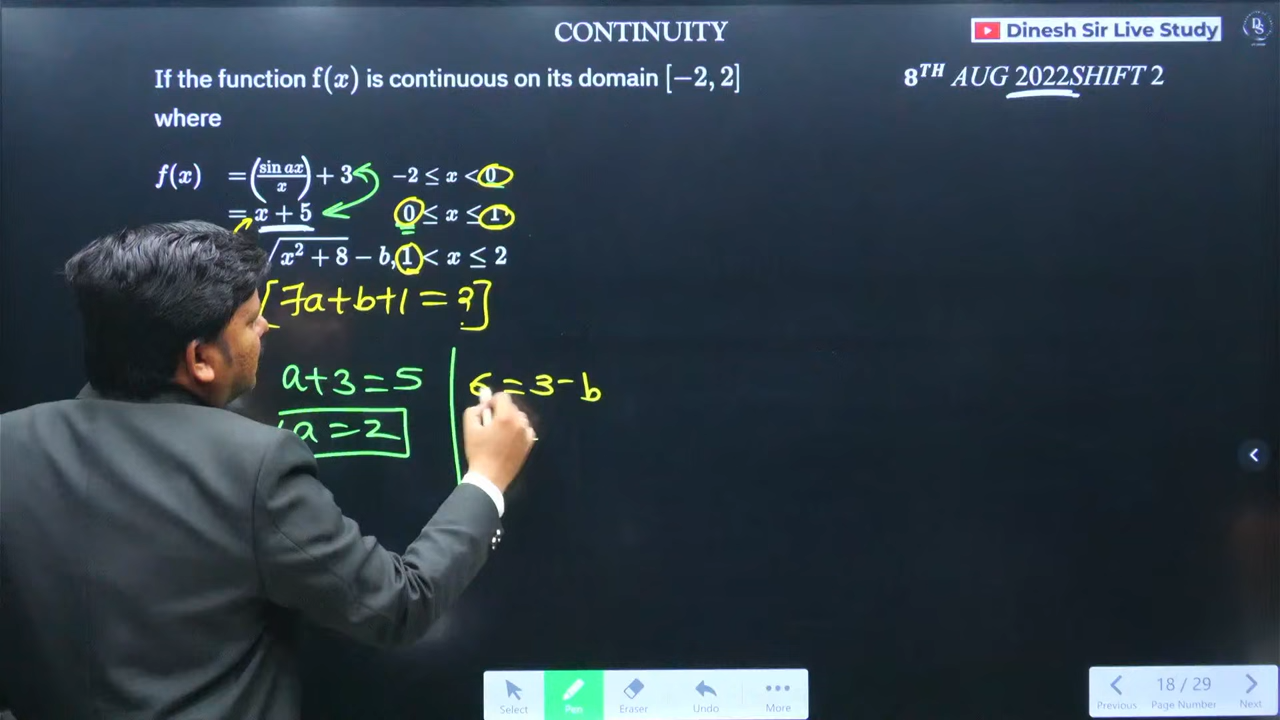 CONTINUITY
Dinesh Sir Live Study
DS
If the function f(x) is continuous on its domain [−2, 2]
8TH AUG 2022SHIFT 2
where
f(x) = (sin ax/x) + 3 −2 ≤ x < 0
= x + 5 0 ≤ x ≤ 1
√x² + 8 − b, 1 < x ≤ 2
[7a+b+1 = ?]
a+3 = 5
6 = 3 − b
a = 2
Select
Pen
Eraser
Undo
More
18 / 29
Previous
Page Number
Next